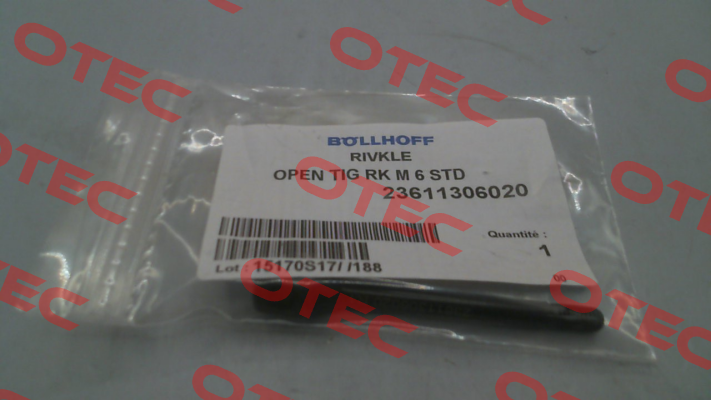 BÖLLHOFF
RIVKLE
OPEN TIG RK M 6 STD
23611306020
Quantité :
1
Lot : 15170S17/ /188
00
OTEC
OTEC
OTEC
OTEC
OTEC
OTEC
OTEC
OTEC
OTEC
OTEC
OTEC